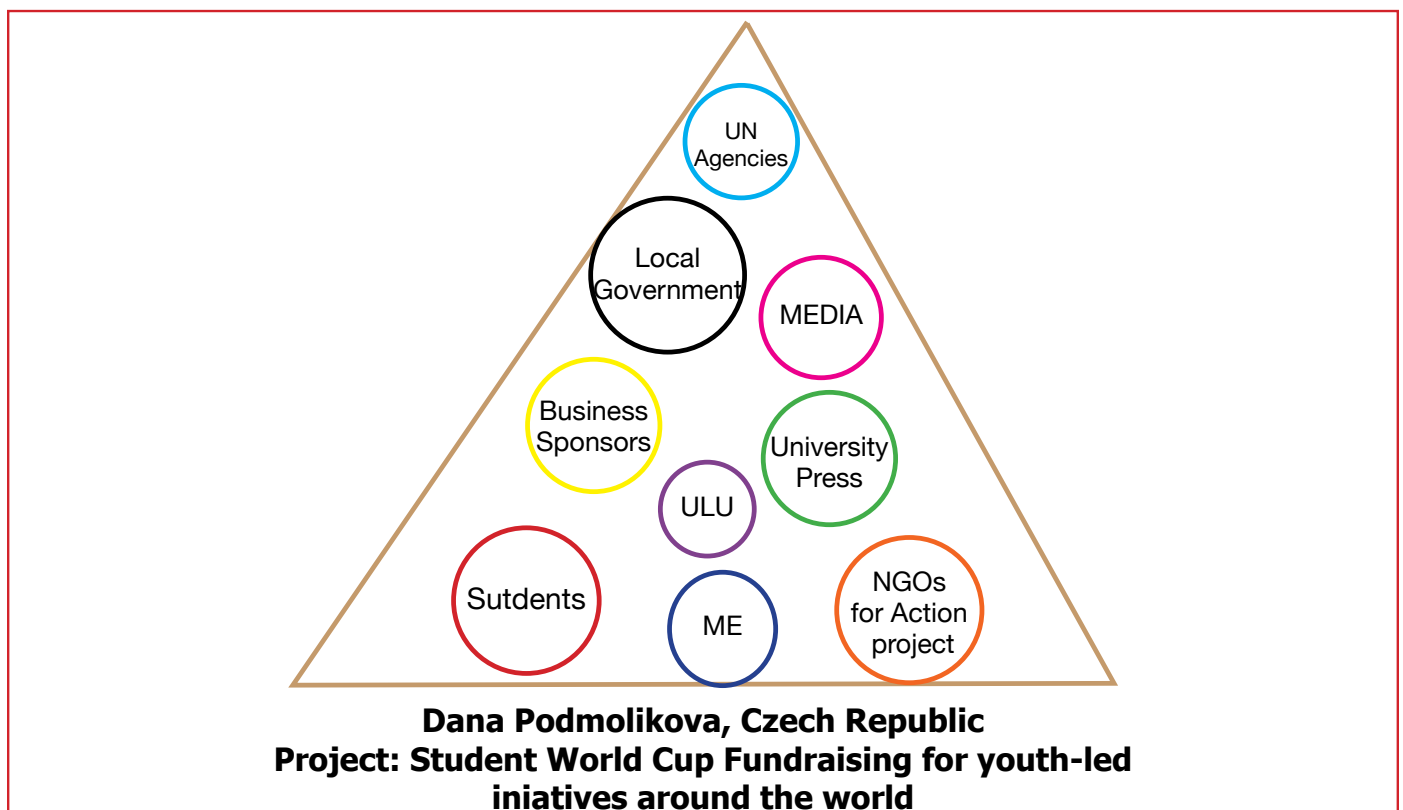 UN
Agencies
Local
Government
MEDIA
Business
Sponsors
University
Press
ULU
Sutdents
ME
NGOs
for Action
project
Dana Podmolikova, Czech Republic
Project: Student World Cup Fundraising for youth-led
iniatives around the world